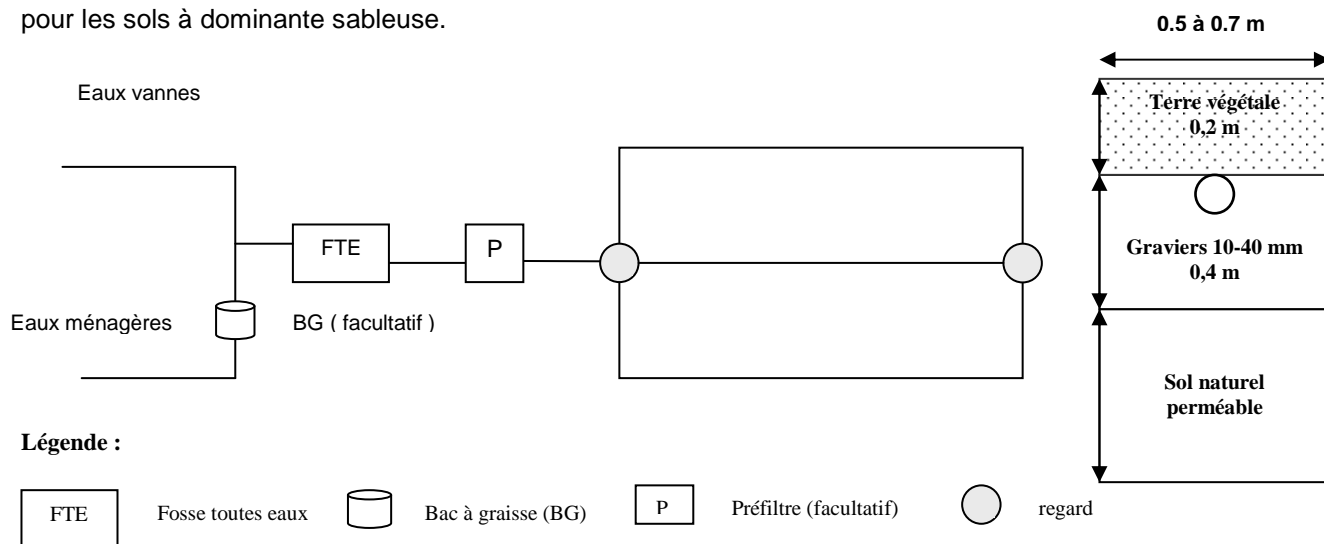 pour les sols à dominante sableuse.
0.5 à 0.7 m
Eaux vannes
Terre végétale
0,2 m
FTE
P
Graviers 10-40 mm
0,4 m
Eaux ménagères
BG ( facultatif )
Sol naturel
perméable
Légende :
FTE
Fosse toutes eaux
Bac à graisse (BG)
P
Préfiltre (facultatif)
regard